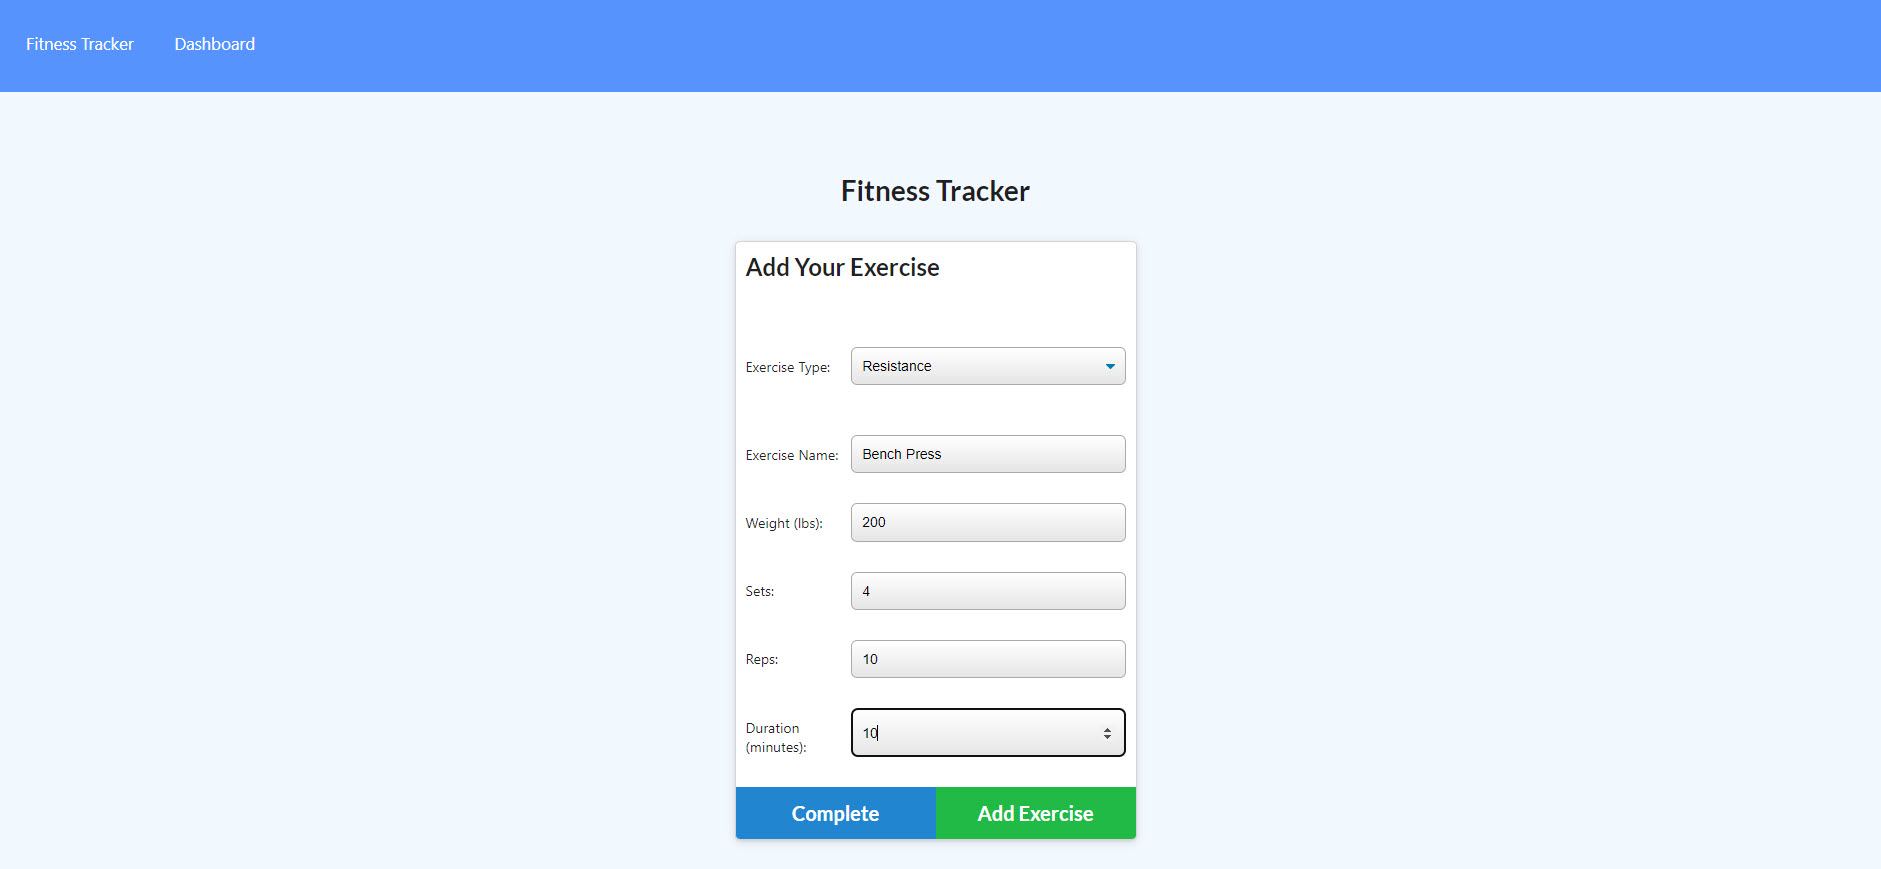 Fitness Tracker Dashboard
Fitness Tracker
Add Your Exercise
Exercise Type: Resistance
Exercise Name: Bench Press
Weight (lbs): 200
Sets: 4
Reps: 10
Duration
(minutes): 10
Complete Add Exercise